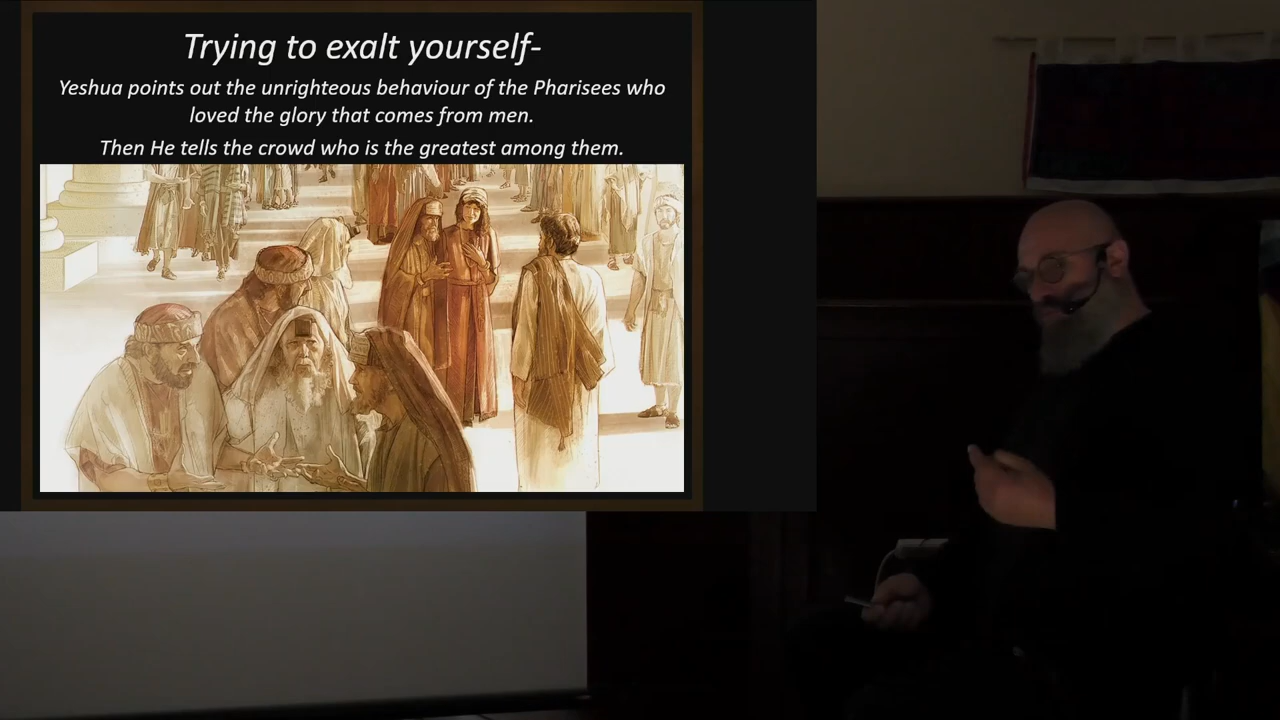 Trying to exalt yourself-
Yeshua points out the unrighteous behaviour of the Pharisees who
loved the glory that comes from men.
Then He tells the crowd who is the greatest among them.